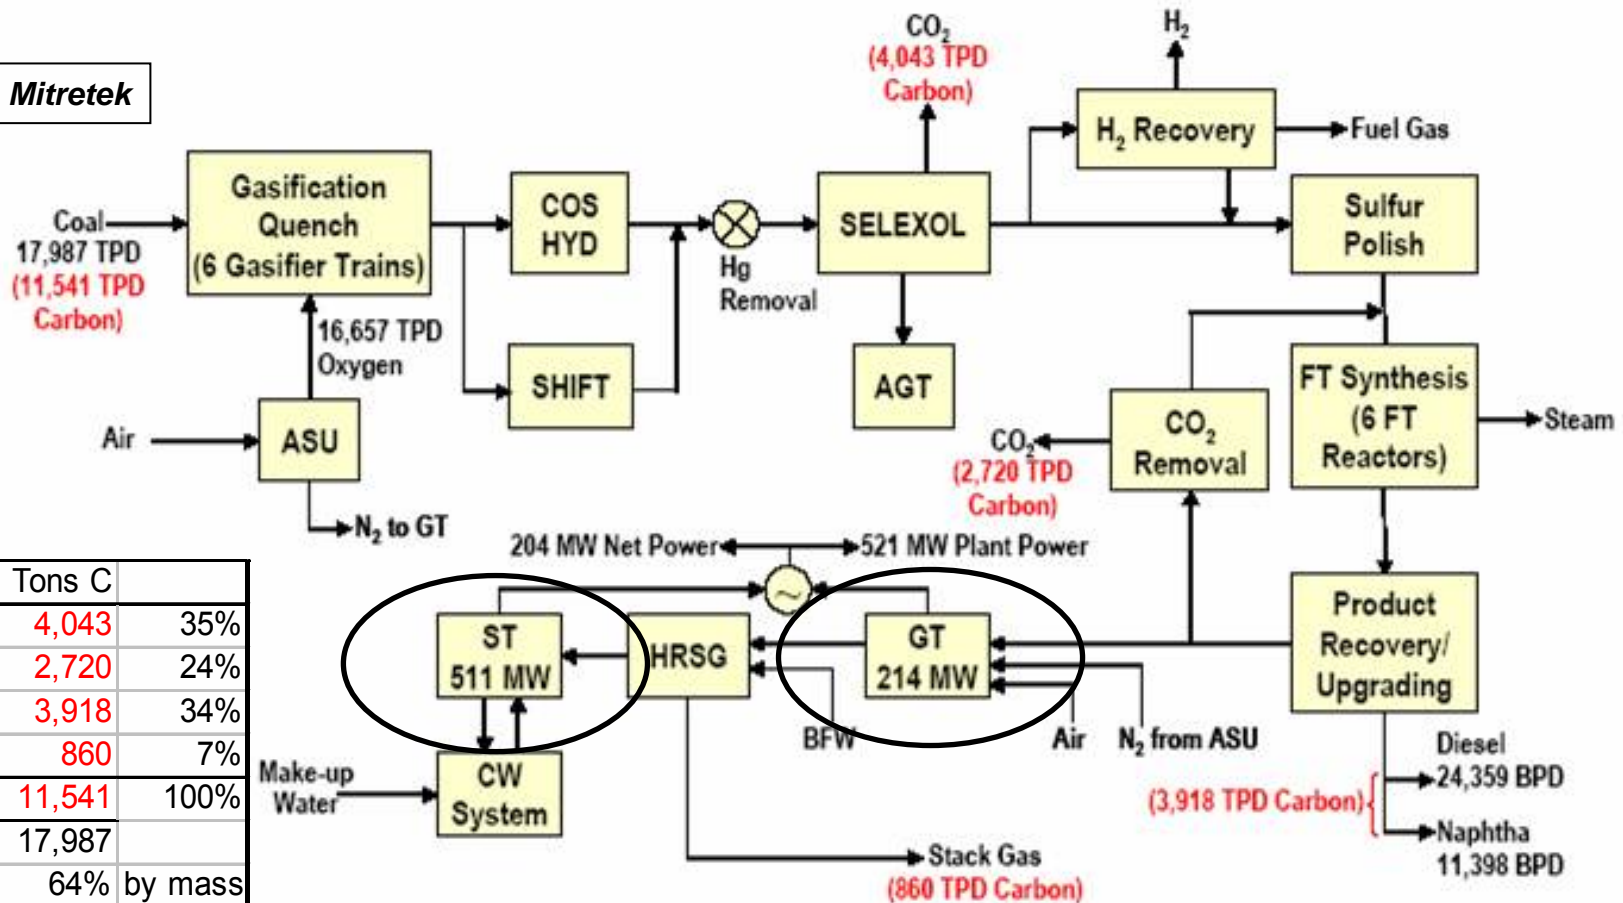 Mitretek
CO2
(4,043 TPD
Carbon)
H2
H2 Recovery
Fuel Gas
Coal
17,987 TPD
(11,541 TPD
Carbon)
Gasification
Quench
(6 Gasifier Trains)
COS
HYD
Hg
Removal
SELEXOL
Sulfur
Polish
16,657 TPD
Oxygen
SHIFT
AGT
Air
ASU
N2 to GT
CO2
(2,720 TPD
Carbon)
CO2
Removal
FT Synthesis
(6 FT
Reactors)
Steam
204 MW Net Power
521 MW Plant Power
~
ST
511 MW
HRSG
GT
214 MW
Product
Recovery/
Upgrading
BFW
Air
N2 from ASU
Make-up
Water
CW
System
Diesel
24,359 BPD
(3,918 TPD Carbon)
Naphtha
11,398 BPD
Stack Gas
(860 TPD Carbon)
Tons C
4,043 35%
2,720 24%
3,918 34%
860 7%
11,541 100%
17,987
64% by mass